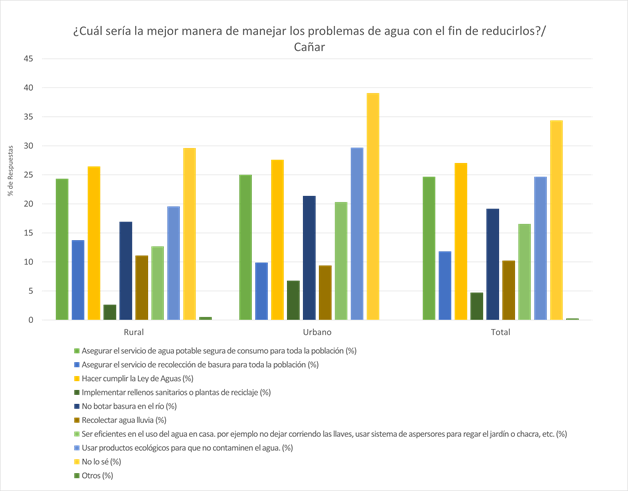 ¿Cuál sería la mejor manera de manejar los problemas de agua con el fin de reducirlos?/
Cañar
% de Respuestas
45
40
35
30
25
20
15
10
5
0
Rural Urbano Total
Asegurar el servicio de agua potable segura de consumo para toda la población (%)
Asegurar el servicio de recolección de basura para toda la población (%)
Hacer cumplir la Ley de Aguas (%)
Implementar rellenos sanitarios o plantas de reciclaje (%)
No botar basura en el río (%)
Recolectar agua lluvia (%)
Ser eficientes en el uso del agua en casa. por ejemplo no dejar corriendo las llaves, usar sistema de aspersores para regar el jardín o chacra, etc. (%)
Usar productos ecológicos para que no contaminen el agua. (%)
No lo sé (%)
Otros (%)